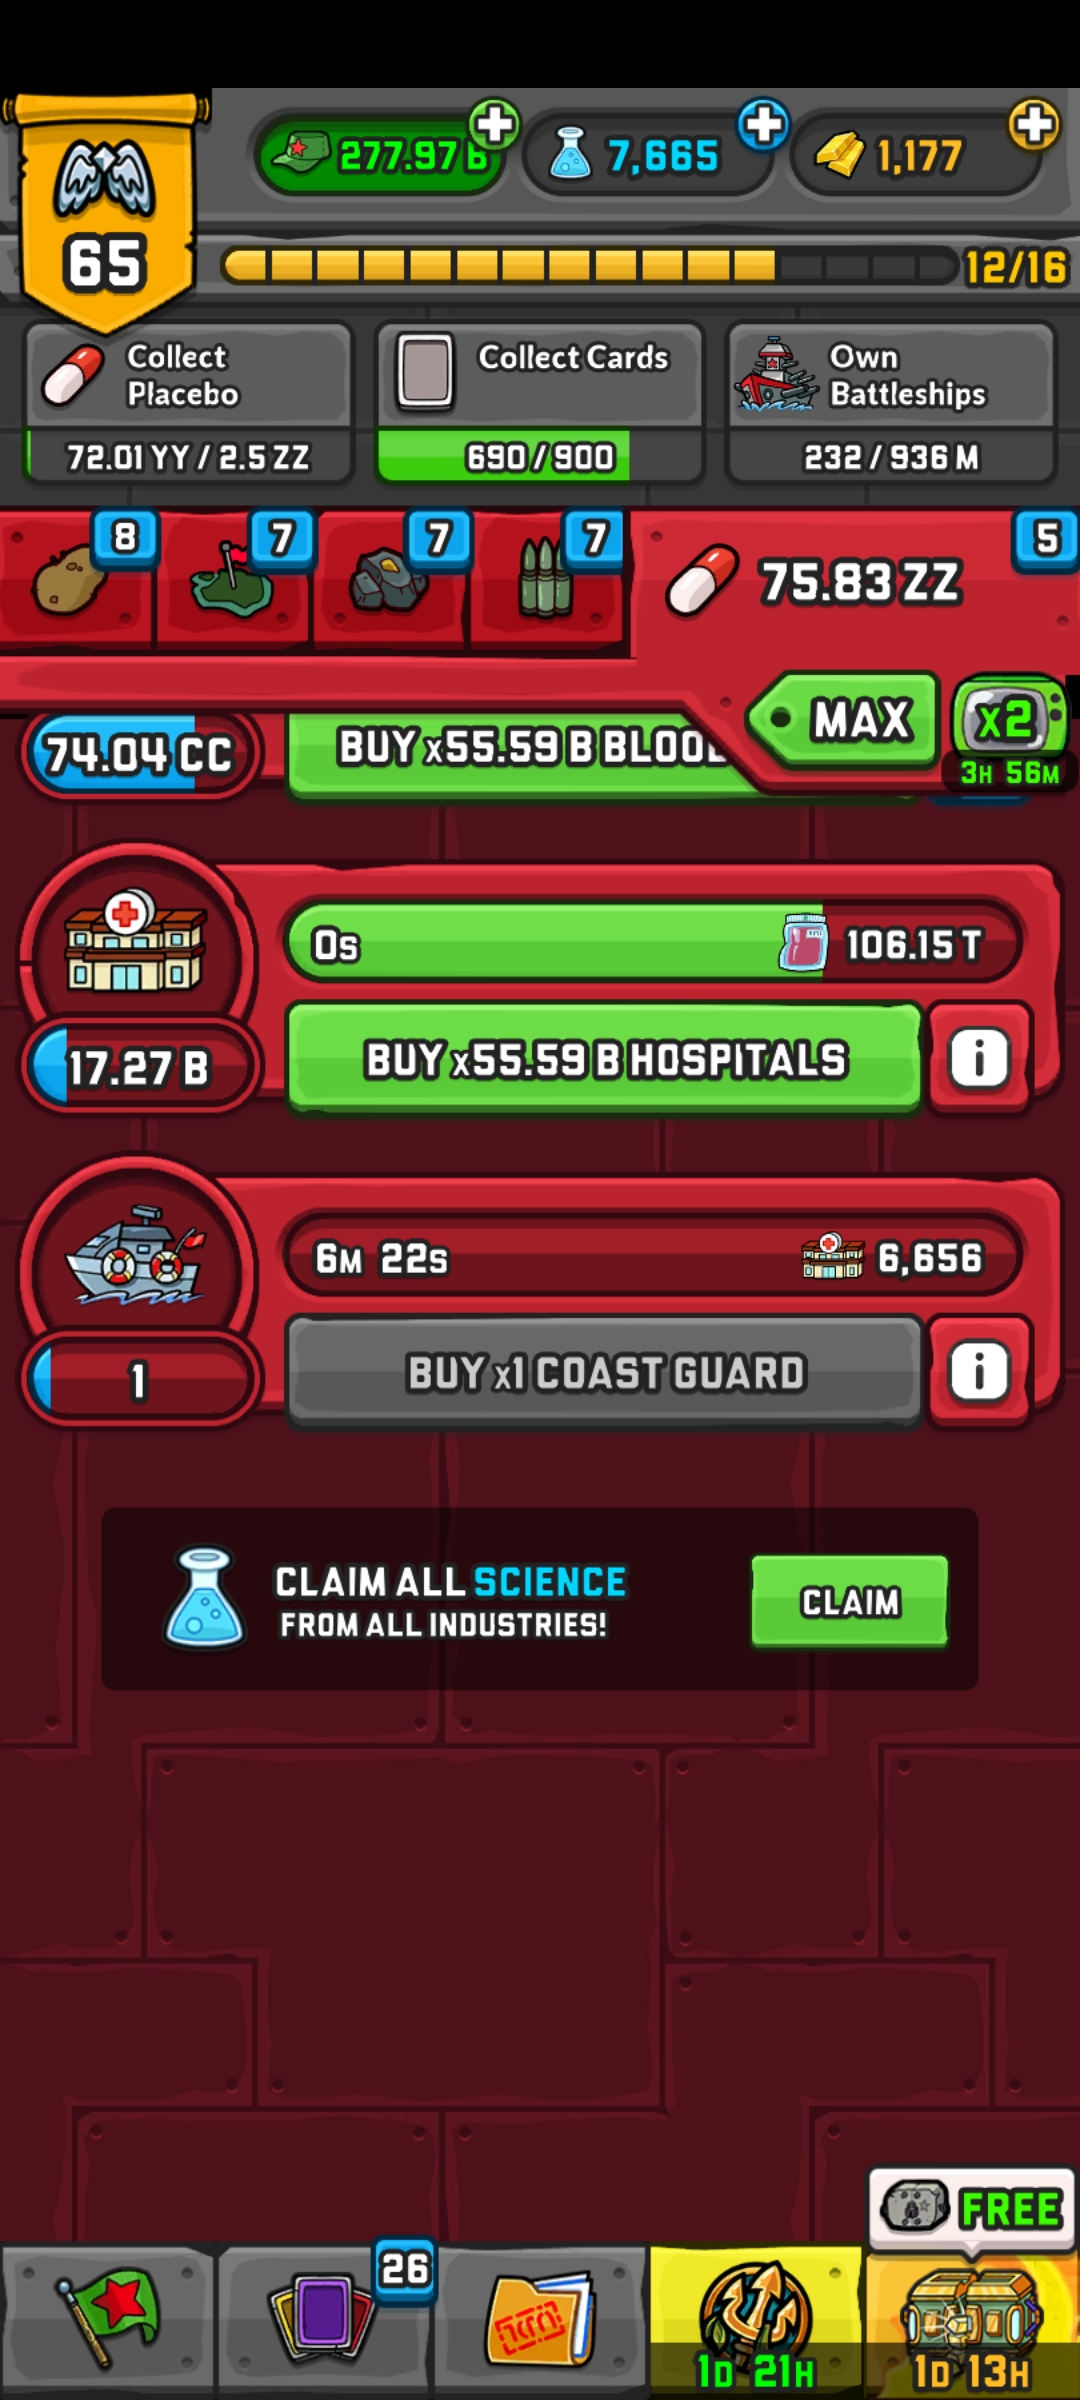 65
277.97 B
7,665
1,177
12/16
Collect
Placebo
72.01 YY / 2.5 ZZ
Collect Cards
690 / 900
Own
Battleships
232 / 936 M
8
7
7
7
75.83 ZZ
5
MAX
x2
3H 56M
74.04 CC
BUY x55.59 B
0s
106.15 T
17.27 B
BUY x55.59 B HOSPITALS
i
6M 22s
6,656
1
BUY x1 COAST GUARD
i
CLAIM ALL SCIENCE
FROM ALL INDUSTRIES!
CLAIM
FREE
26
1D 21H
1D 13H